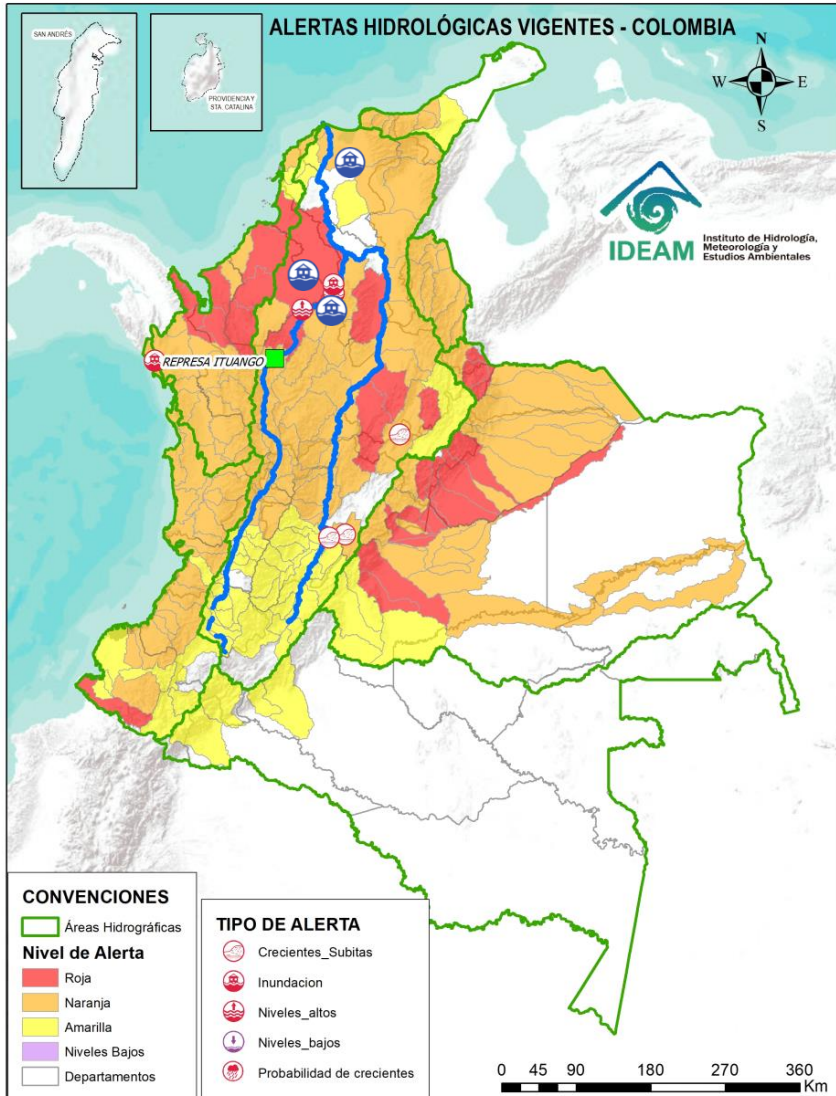 ALERTAS HIDROLÓGICAS VIGENTES - COLOMBIA
SAN ANDRÉS
PROVIDENCIA Y
STA. CATALINA
N
W
E
S
IDEAM
Instituto de Hidrología,
Meteorología y
Estudios Ambientales
REPRESA ITUANGO
CONVENCIONES
Áreas Hidrográficas
Nivel de Alerta
Roja
Naranja
Amarilla
Niveles Bajos
Departamentos
TIPO DE ALERTA
Crecientes_Subitas
Inundacion
Niveles_altos
Niveles_bajos
Probabilidad de crecientes
0 45 90 180 270 360
Km